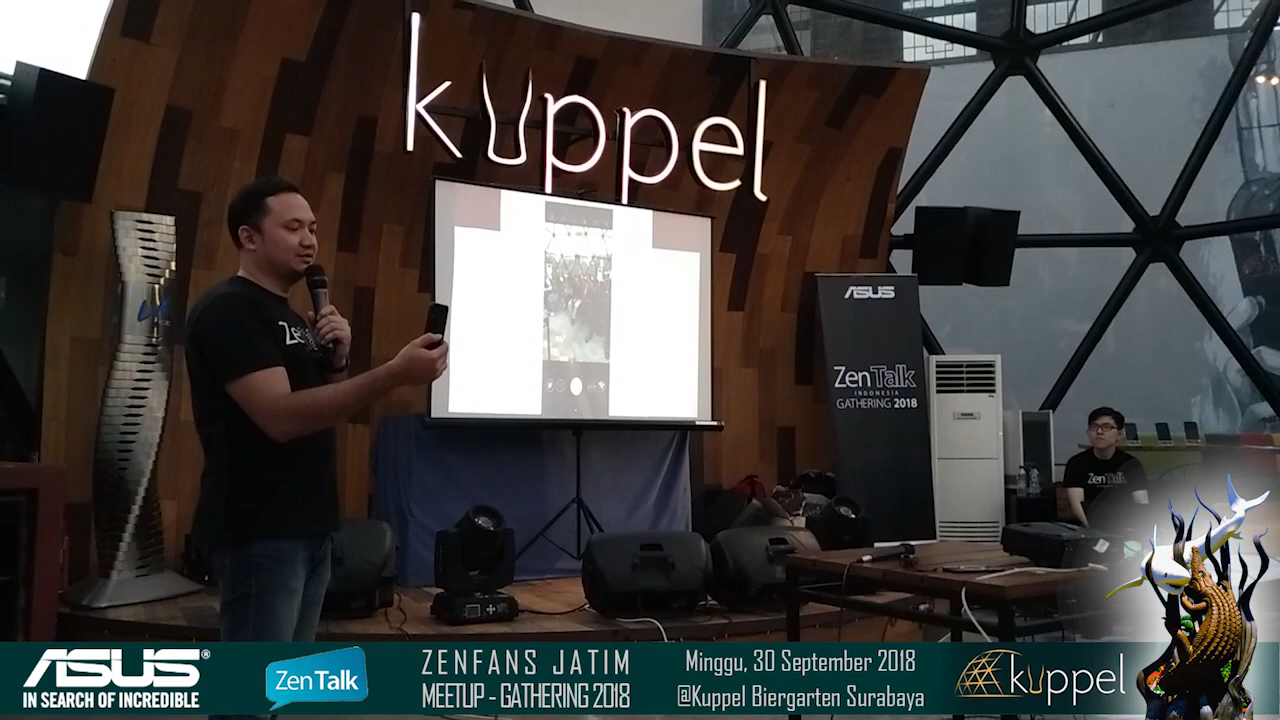 kuppel
ASUS
ZenTalk
INDONESIA
GATHERING 2018
Zen
ZenTalk
ASUS®
IN SEARCH OF INCREDIBLE
ZenTalk
ZENFANS JATIM
MEETUP - GATHERING 2018
Minggu, 30 September 2018
@Kuppel Biergarten Surabaya
kuppel